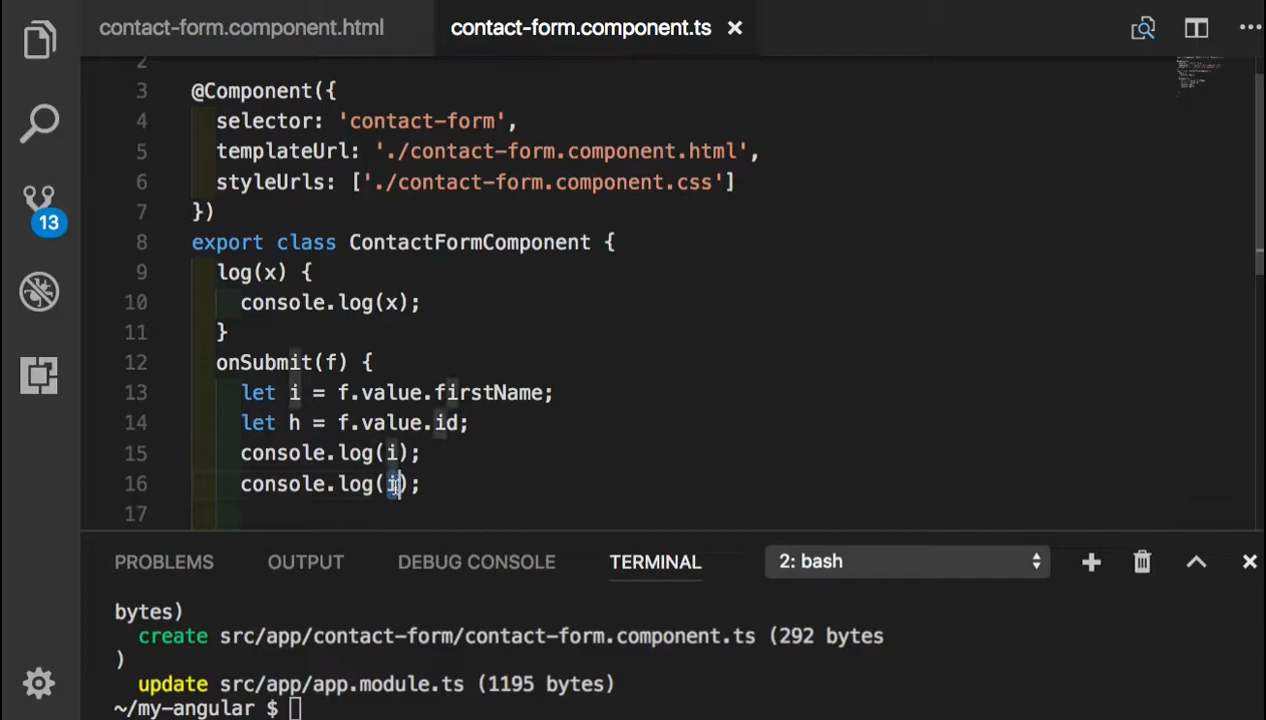 contact-form.component.html
contact-form.component.ts
2
3 @Component({
4 selector: 'contact-form',
5 templateUrl: './contact-form.component.html',
6 styleUrls: ['./contact-form.component.css']
7 })
8 export class ContactFormComponent {
9 log(x) {
10 console.log(x);
11 }
12 onSubmit(f) {
13 let i = f.value.firstName;
14 let h = f.value.id;
15 console.log(i);
16 console.log(i);
17
13
PROBLEMS OUTPUT DEBUG CONSOLE TERMINAL 2: bash
bytes)
create src/app/contact-form/contact-form.component.ts (292 bytes
)
update src/app/app.module.ts (1195 bytes)
~/my-angular $